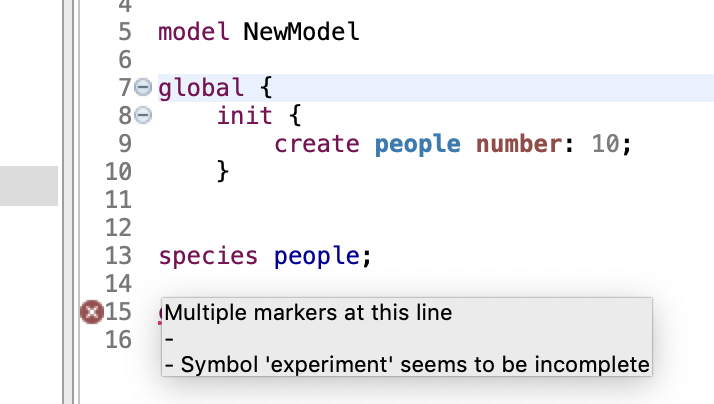 4
5 model NewModel
6
7 global {
8 init {
9 create people number: 10;
10 }
11
12
13 species people;
14
15
Multiple markers at this line
-
- Symbol 'experiment' seems to be incomplete
16